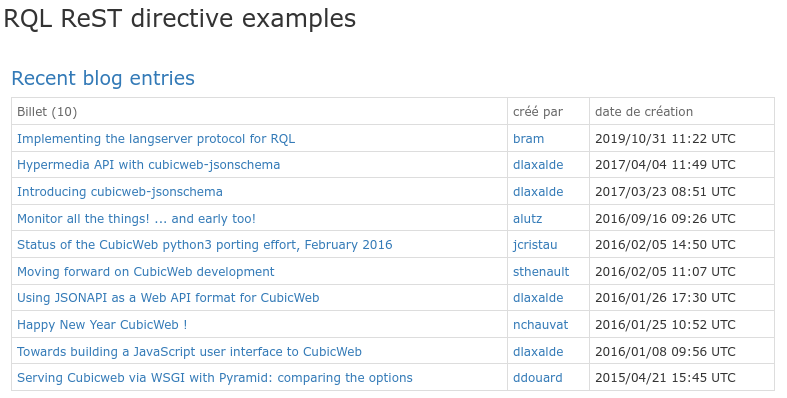 RQL ReST directive examples
Recent blog entries
Billet (10) créé par date de création
Implementing the langserver protocol for RQL bram 2019/10/31 11:22 UTC
Hypermedia API with cubicweb-jsonschema dlaxalde 2017/04/04 11:49 UTC
Introducing cubicweb-jsonschema dlaxalde 2017/03/23 08:51 UTC
Monitor all the things! ... and early too! alutz 2016/09/16 09:26 UTC
Status of the CubicWeb python3 porting effort, February 2016 jcristau 2016/02/05 14:50 UTC
Moving forward on CubicWeb development sthenault 2016/02/05 11:07 UTC
Using JSONAPI as a Web API format for CubicWeb dlaxalde 2016/01/26 17:30 UTC
Happy New Year CubicWeb ! nchauvat 2016/01/25 10:52 UTC
Towards building a JavaScript user interface to CubicWeb dlaxalde 2016/01/08 09:56 UTC
Serving Cubicweb via WSGI with Pyramid: comparing the options ddouard 2015/04/21 15:45 UTC